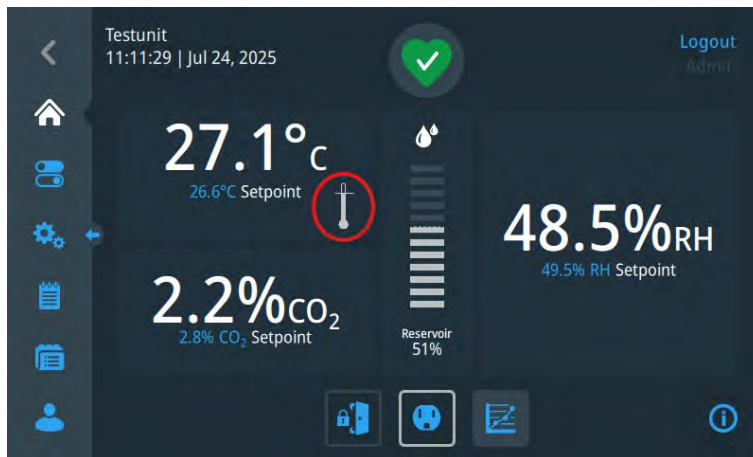 Testunit
11:11:29 | Jul 24, 2025
Logout
Admin
27.1°C
26.6°C Setpoint
2.2%CO₂
2.8% CO₂ Setpoint
Reservoir
51%
48.5%RH
49.5% RH Setpoint